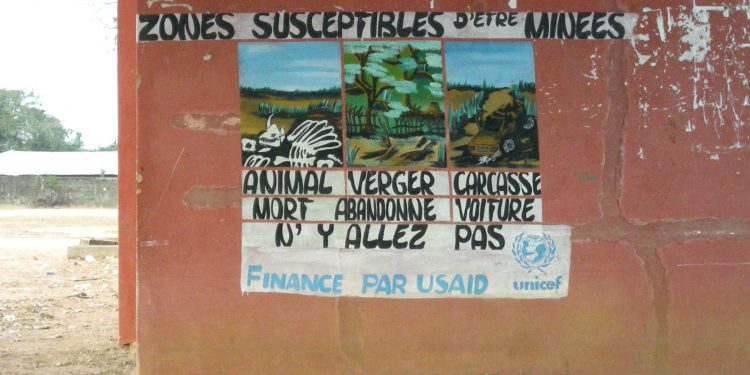 ZONES SUSCEPTIBLES D'ETRE MINEES
ANIMAL VERGER CARCASSE
MORT ABANDONNE VOITURE
N'Y ALLEZ PAS
FINANCE PAR USAID unicef